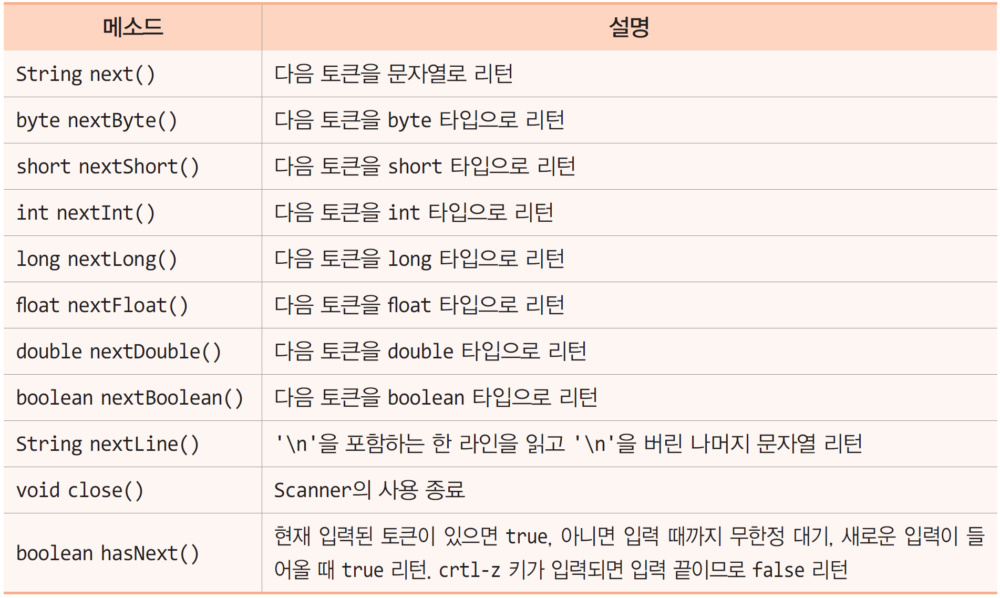 메소드 설명
String next() 다음 토큰을 문자열로 리턴
byte nextByte() 다음 토큰을 byte 타입으로 리턴
short nextShort() 다음 토큰을 short 타입으로 리턴
int nextInt() 다음 토큰을 int 타입으로 리턴
long nextLong() 다음 토큰을 long 타입으로 리턴
float nextFloat() 다음 토큰을 float 타입으로 리턴
double nextDouble() 다음 토큰을 double 타입으로 리턴
boolean nextBoolean() 다음 토큰을 boolean 타입으로 리턴
String nextLine() '\n'을 포함하는 한 라인을 읽고 '\n'을 버린 나머지 문자열 리턴
void close() Scanner의 사용 종료
boolean hasNext() 현재 입력된 토큰이 있으면 true, 아니면 입력 때까지 무한정 대기, 새로운 입력이 들
어올 때 true 리턴. crtl-z 키가 입력되면 입력 끝이므로 false 리턴